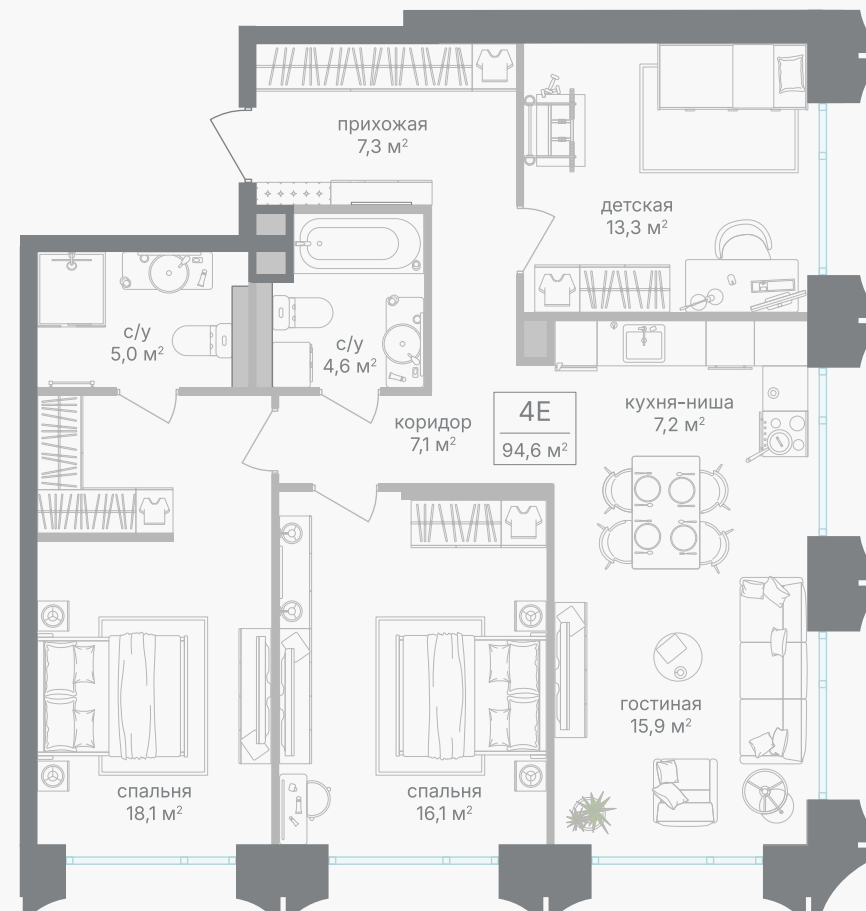 прихожая
7,3 м²
детская
13,3 м²
с/у
5,0 м²
с/у
4,6 м²
коридор
7,1 м²
4Е
94,6 м²
кухня-ниша
7,2 м²
гостиная
15,9 м²
спальня
18,1 м²
спальня
16,1 м²